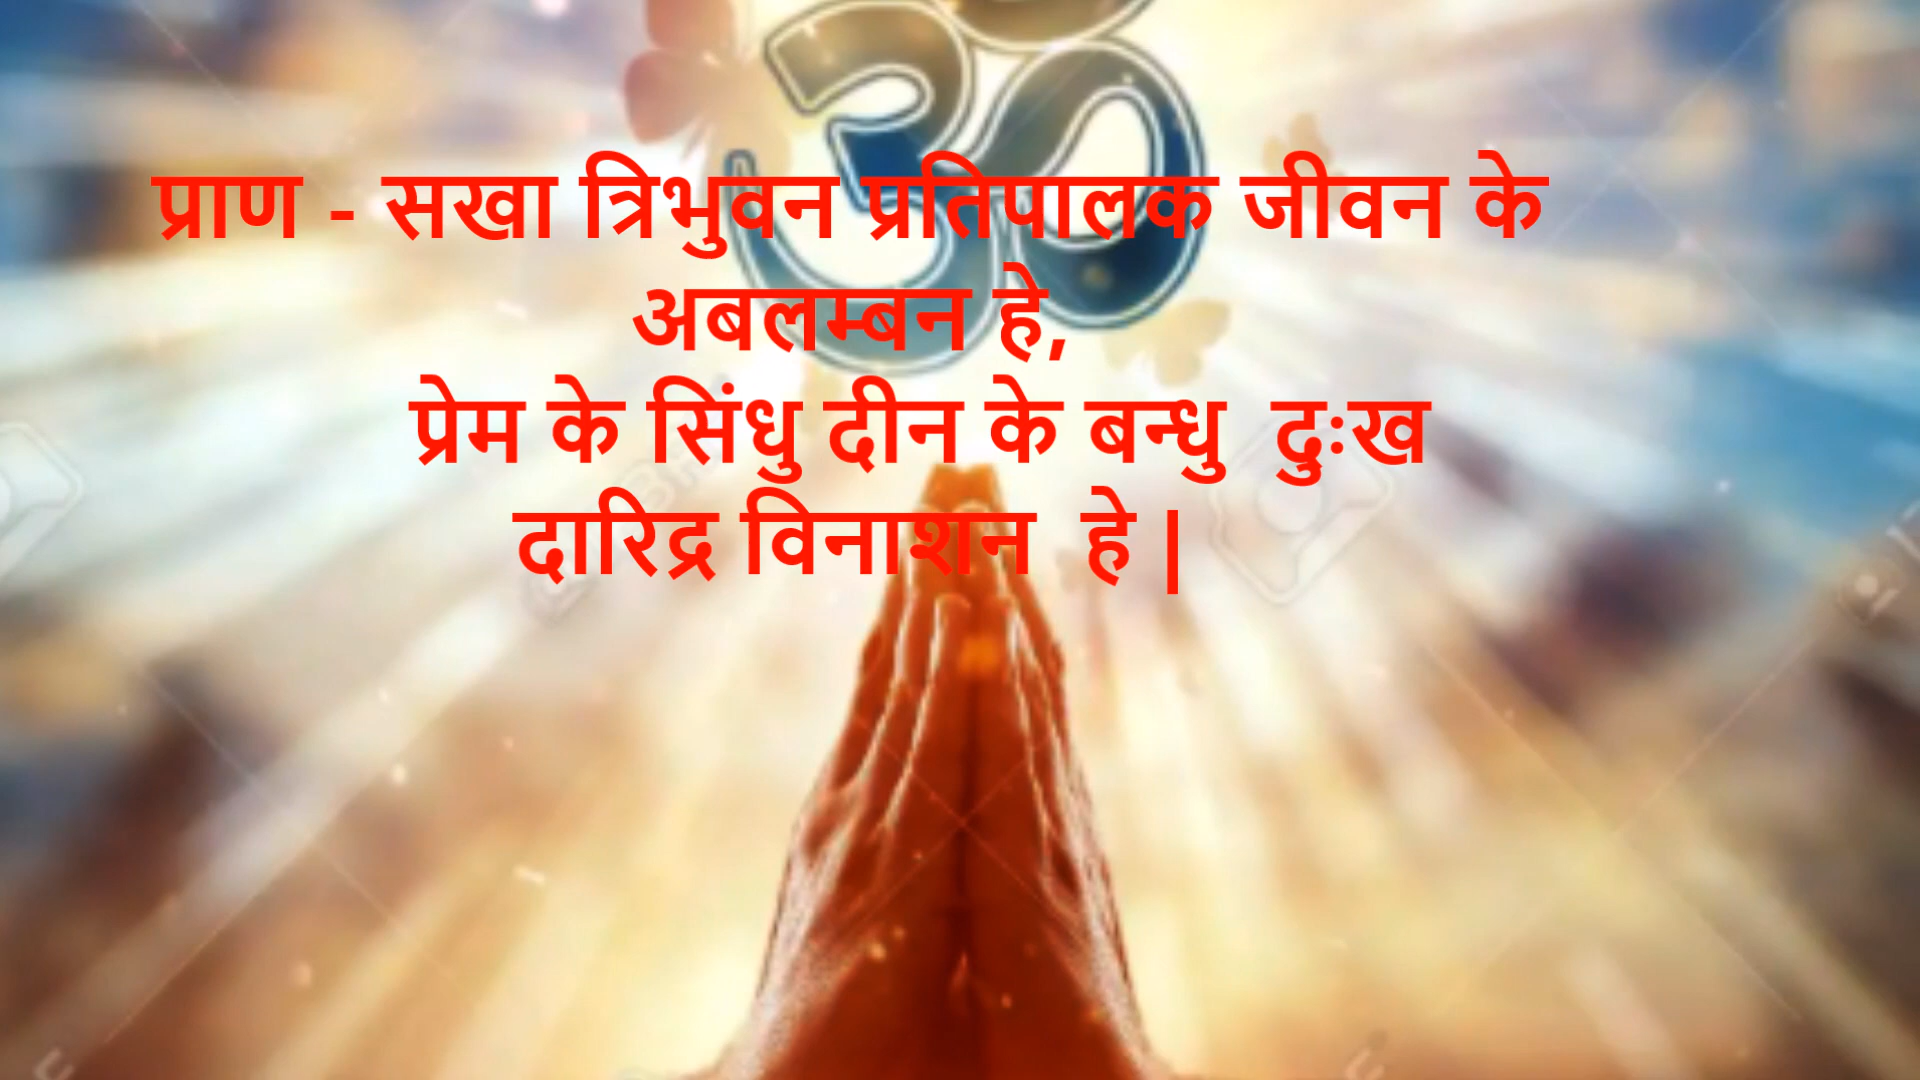 प्राण - सखा त्रिभुवन प्रतिपालक जीवन के
अबलम्बन हे,
प्रेम के सिंधु दीन के बन्धु दुःख
दारिद्र विनाशन हे |